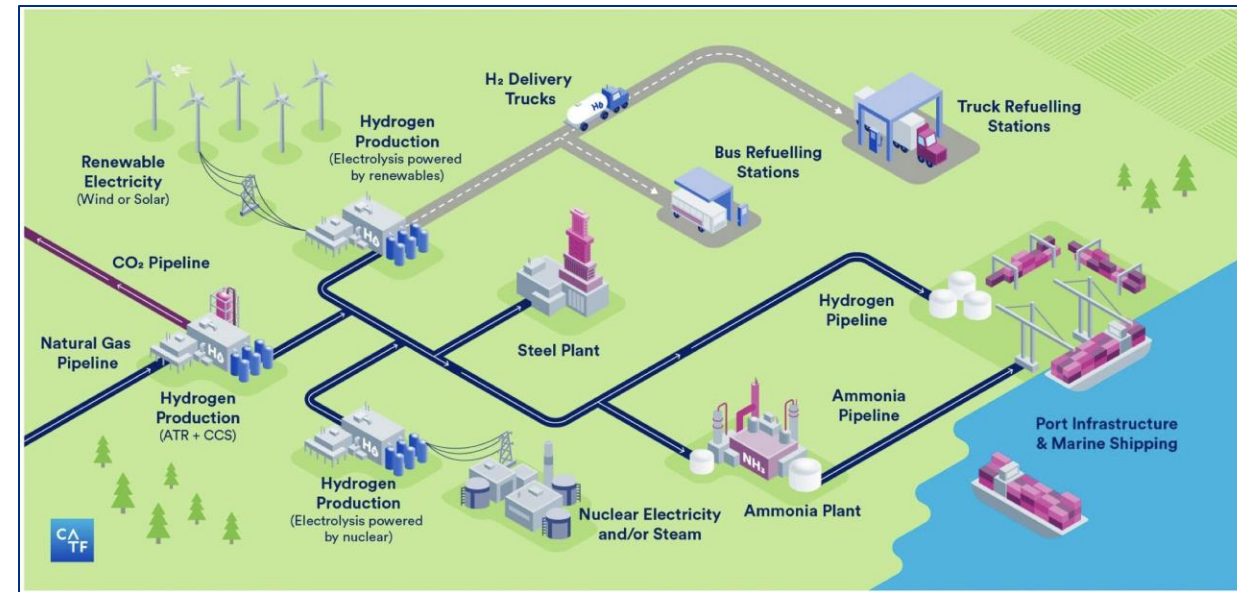 H₂ Delivery
Trucks
Truck Refuelling
Stations
Hydrogen
Production
(Electrolysis powered
by renewables)
Bus Refuelling
Stations
Renewable
Electricity
(Wind or Solar)
CO₂ Pipeline
Natural Gas
Pipeline
Hydrogen
Production
(ATR + CCS)
Steel Plant
Hydrogen
Pipeline
Ammonia
Pipeline
Port Infrastructure
& Marine Shipping
Hydrogen
Production
(Electrolysis powered
by nuclear)
Nuclear Electricity
and/or Steam
NH₃
Ammonia Plant
CATF